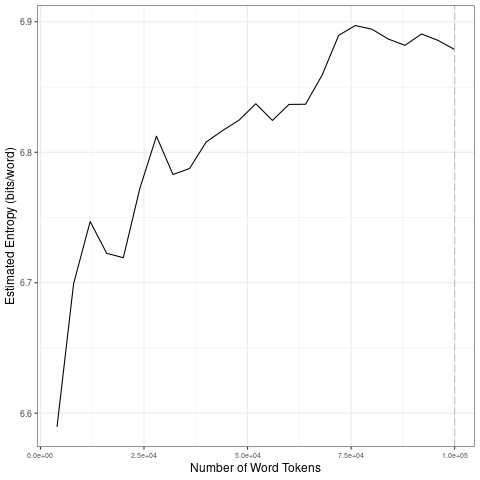 6.9
6.8
6.7
6.6
Estimated Entropy (bits/word)
0.0e+00 2.5e+04 5.0e+04 7.5e+04 1.0e+05
Number of Word Tokens